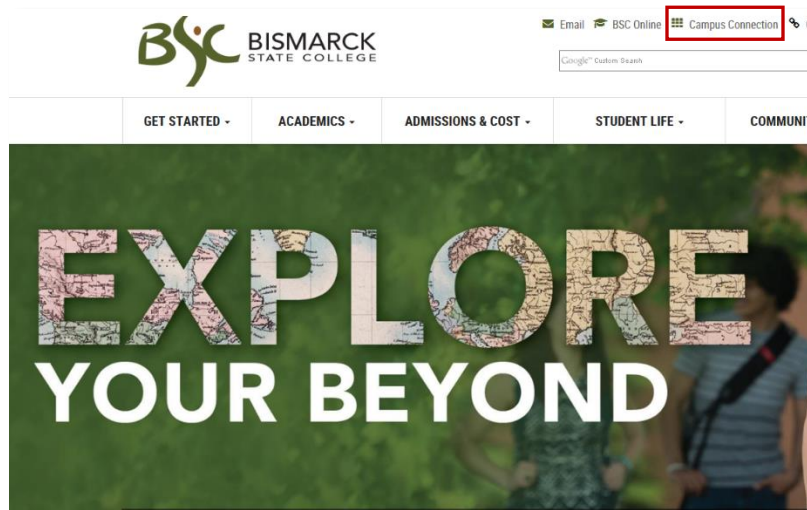 BSC BISMARCK
STATE COLLEGE
Email BSC Online Campus Connection
Google™ Custom Search
GET STARTED ACADEMICS ADMISSIONS & COST STUDENT LIFE
EXPLORE
YOUR BEYOND